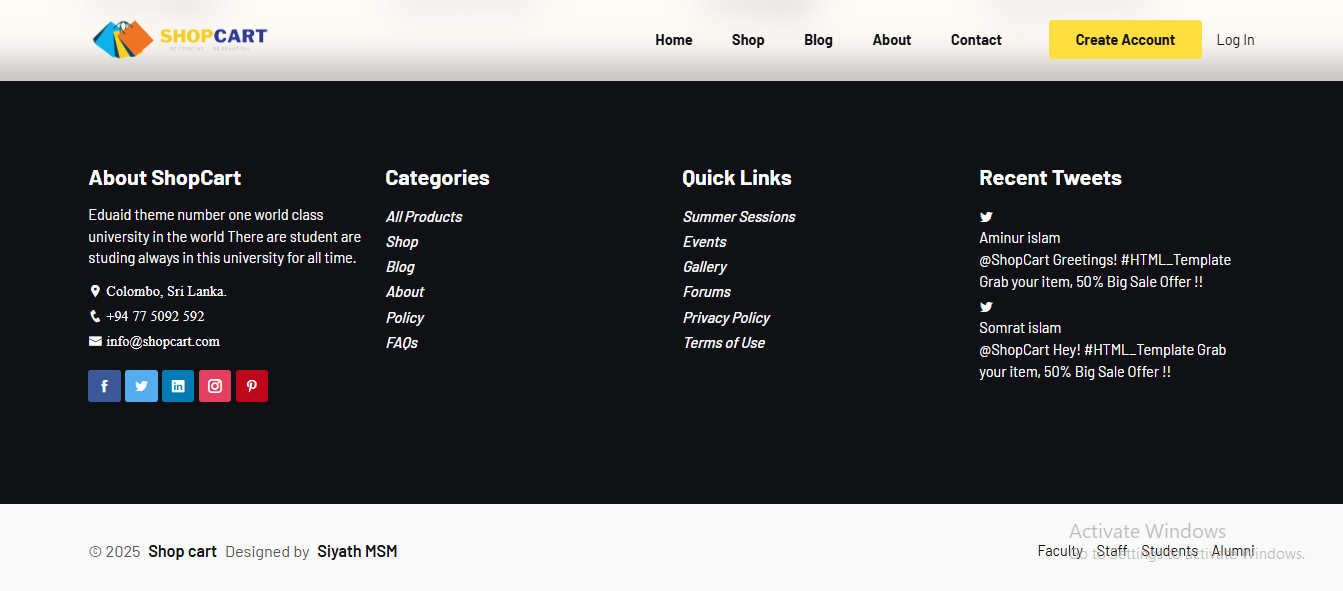 SHOPCART
Home Shop Blog About Contact Create Account Log In
About ShopCart
Eduaid theme number one world class
university in the world There are student are
studing always in this university for all time.
Colombo, Sri Lanka.
+94 77 5092 592
info@shopcart.com
Categories
All Products
Shop
Blog
About
Policy
FAQs
Quick Links
Summer Sessions
Events
Gallery
Forums
Privacy Policy
Terms of Use
Recent Tweets
Aminur islam
@ShopCart Greetings! #HTML_Template
Grab your item, 50% Big Sale Offer !!
Somrat islam
@ShopCart Hey! #HTML_Template Grab
your item, 50% Big Sale Offer !!
© 2025 Shop cart Designed by Siyath MSM
Faculty Staff Students Alumni
Activate Windows
Go to Settings to activate Windows.